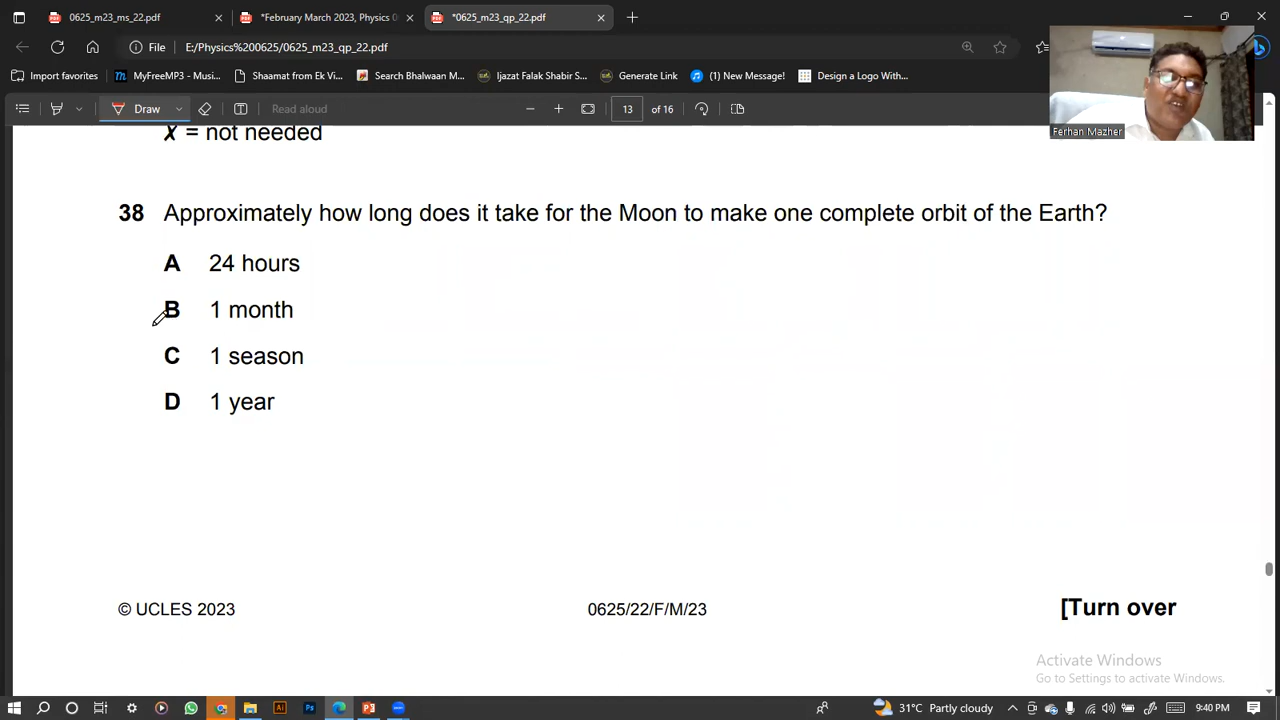 0625_m23_ms_22.pdf
*February March 2023, Physics 0
*0625_m23_qp_22.pdf
File
E:/Physics%200625/0625_m23_qp_22.pdf
Import favorites
MyFreeMP3 - Musi...
Shaamat from Ek Vi...
Search Bhalwaan M...
Ijazat Falak Shabir S...
Generate Link
(1) New Message!
Design a Logo With...
Draw
Read aloud
13 of 16
Ferhan Mazher
✗ = not needed
38 Approximately how long does it take for the Moon to make one complete orbit of the Earth?
A 24 hours
B 1 month
C 1 season
D 1 year
© UCLES 2023
0625/22/F/M/23
[Turn over
Activate Windows
Go to Settings to activate Windows.
31°C Partly cloudy
9:40 PM